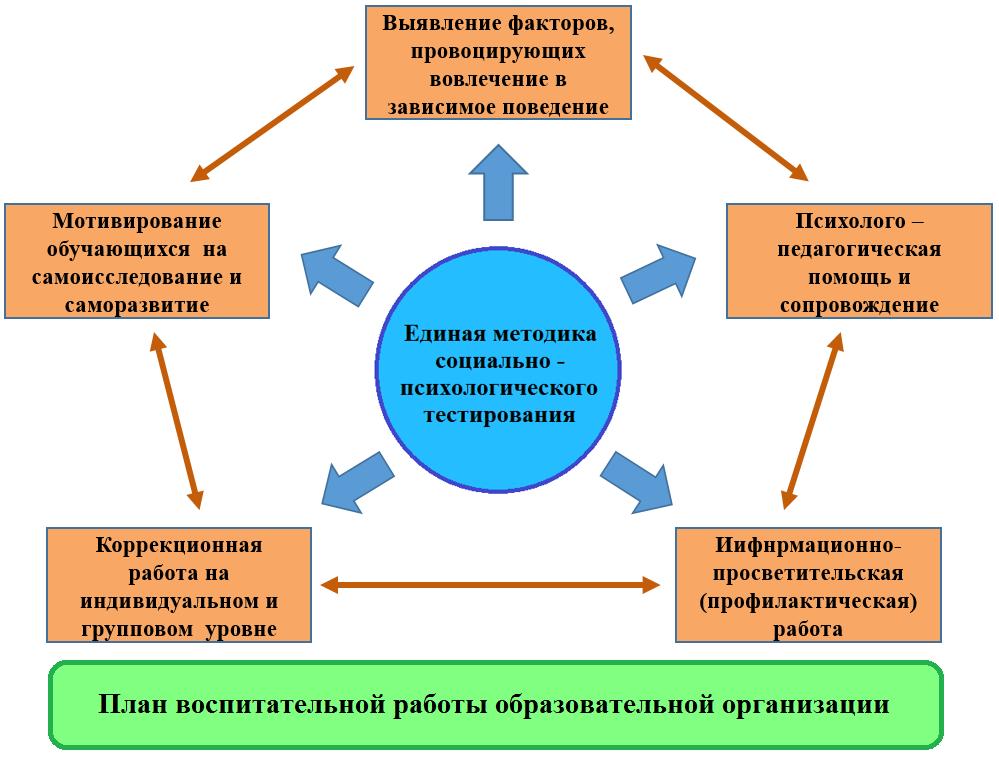 Выявление факторов,
провоцирующих
вовлечение в
зависимое поведение
Мотивирование
обучающихся на
самоисследование и
саморазвитие
Психолого –
педагогическая
помощь и
сопровождение
Единая методика
социально -
психологического
тестирования
Коррекционная
работа на
индивидуальном и
групповом уровне
Иифнрмационно-
просветительская
(профилактическая)
работа
План воспитательной работы образовательной организации